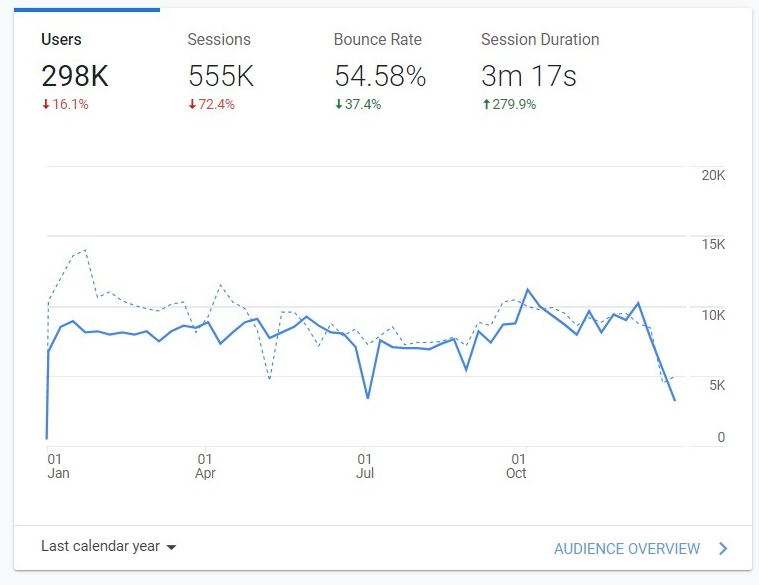 Users Sessions Bounce Rate Session Duration
298K 555K 54.58% 3m 17s
↓16.1% ↓72.4% ↓37.4% ↑279.9%
20K
15K
10K
5K
0
01 01 01 01
Jan Apr Jul Oct
Last calendar year AUDIENCE OVERVIEW